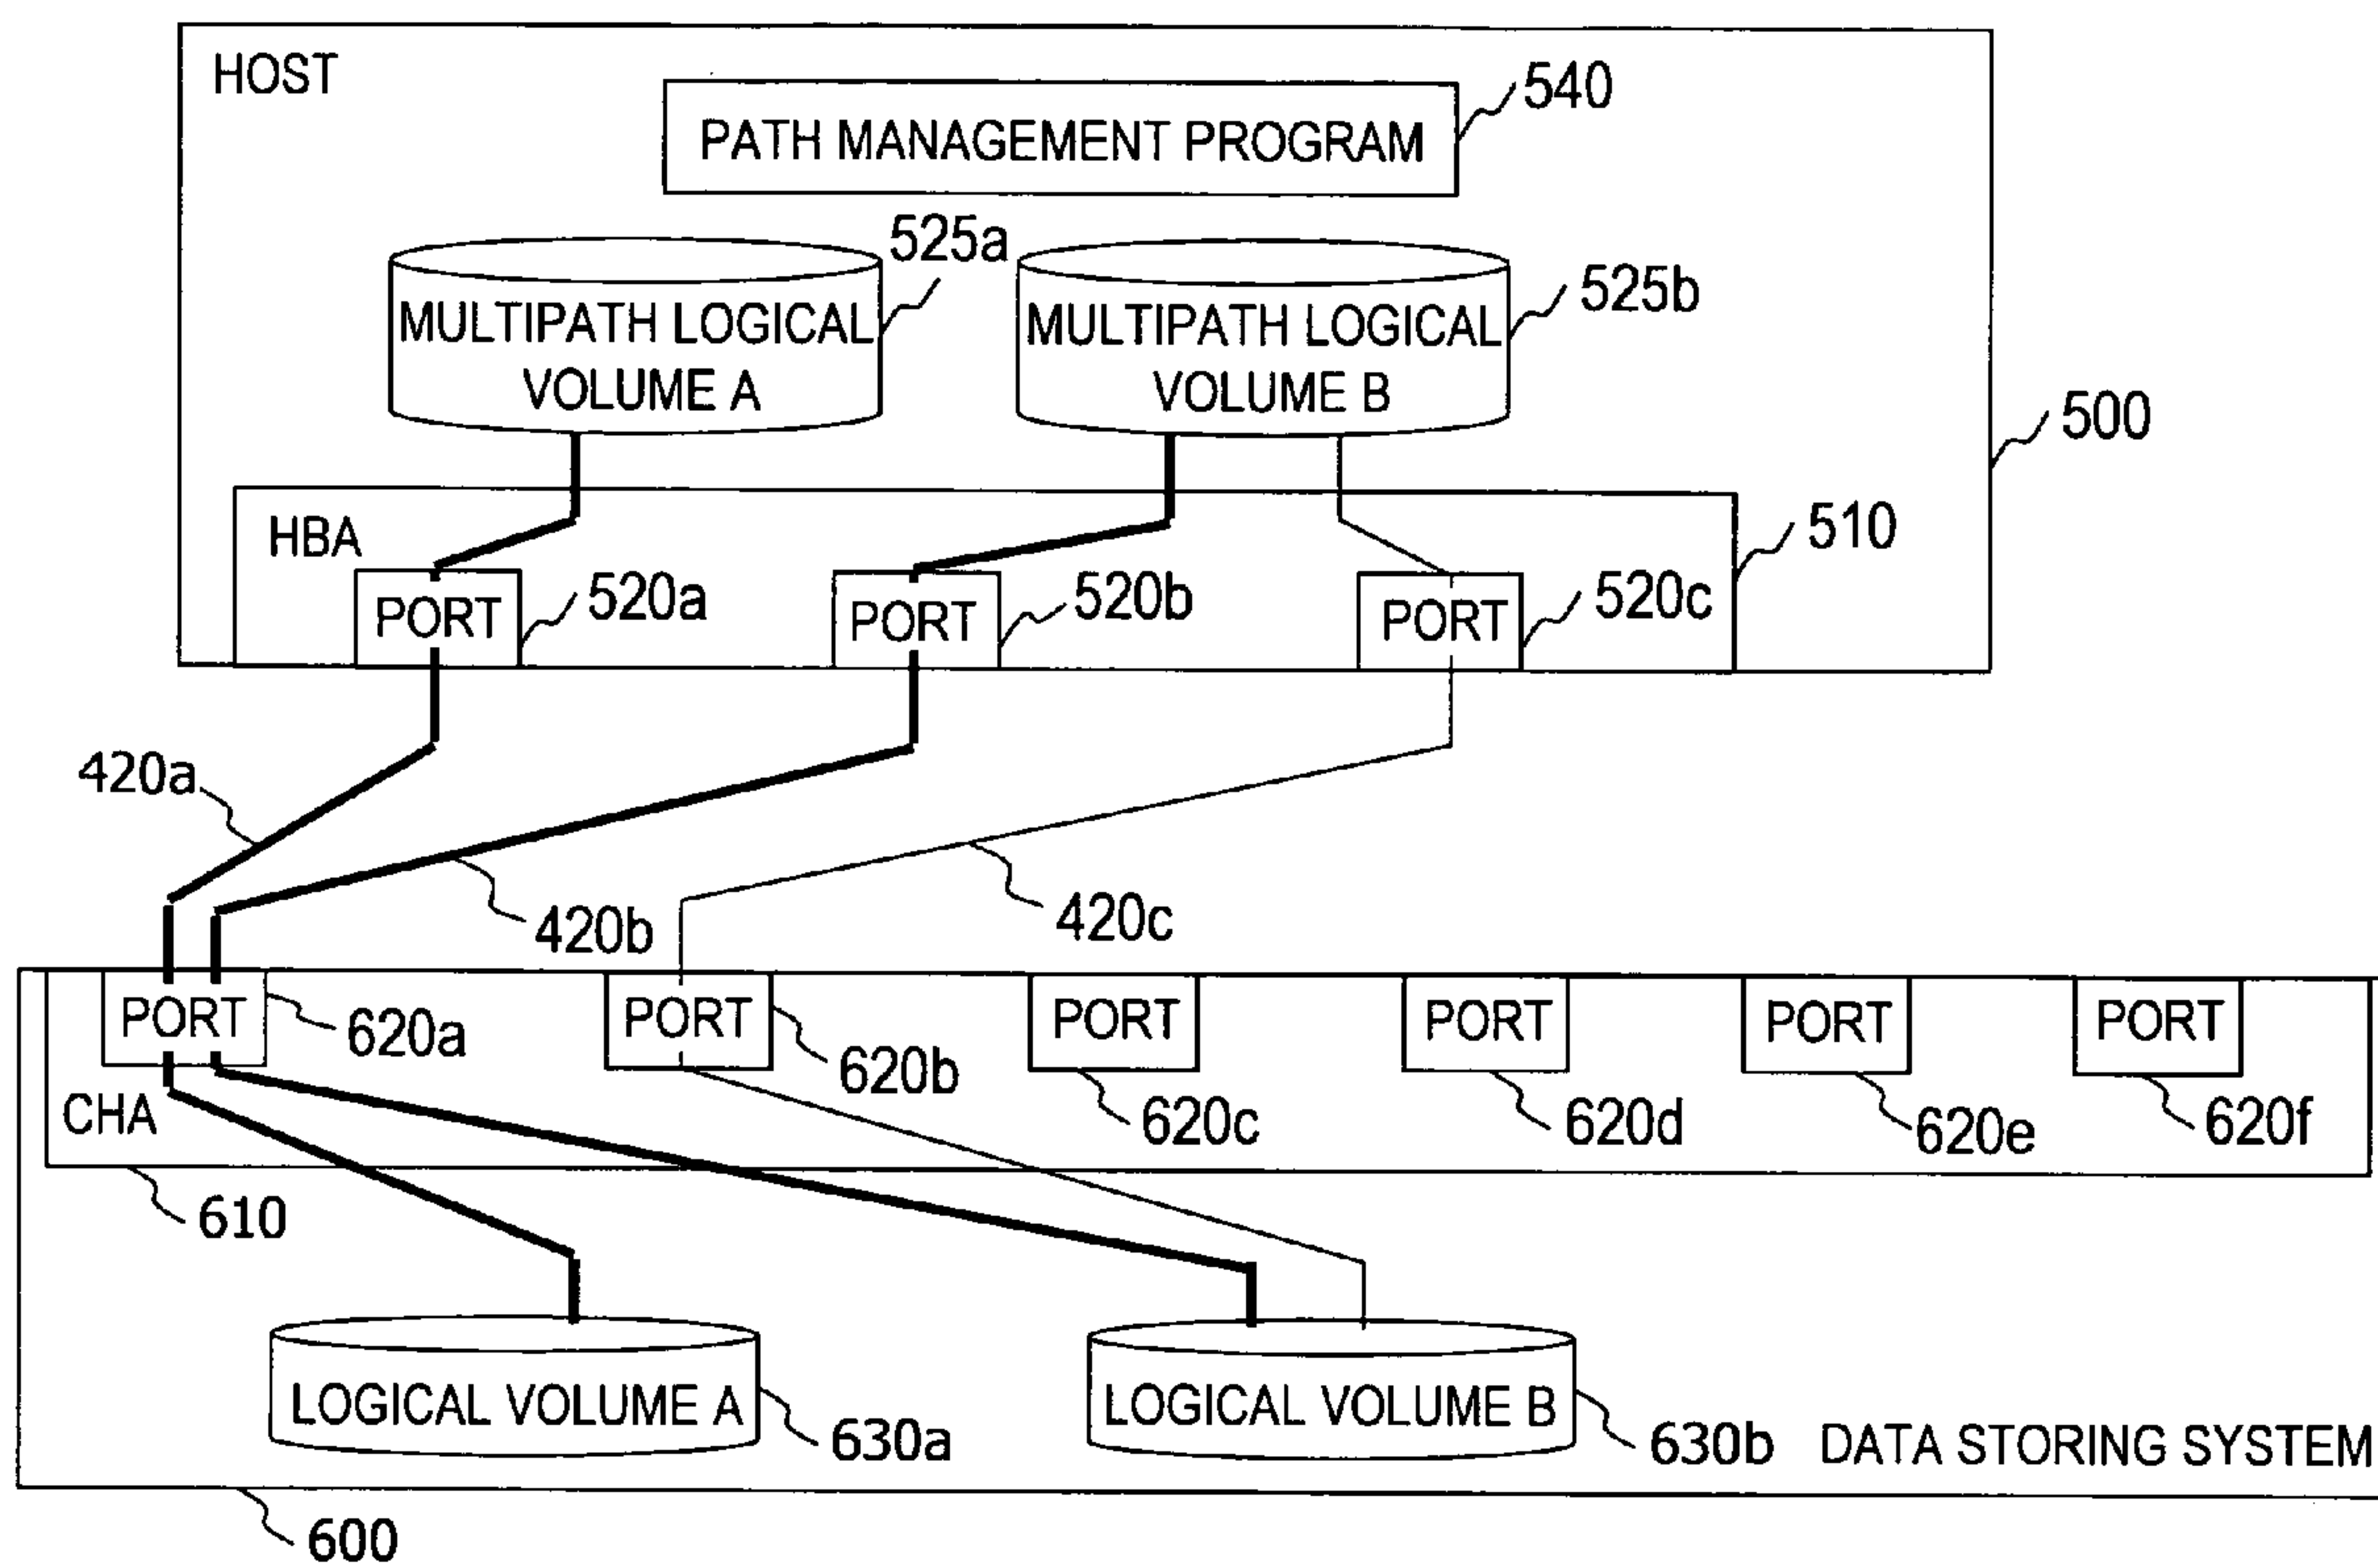 HOST
540
PATH MANAGEMENT PROGRAM
525a
525b
MULTIPATH LOGICAL
VOLUME A
MULTIPATH LOGICAL
VOLUME B
500
510
HBA
PORT
520a
PORT
520b
PORT
520c
420a
420b
420c
PORT
620a
PORT
620b
PORT
620c
PORT
620d
PORT
620e
PORT
620f
CHA
610
LOGICAL VOLUME A
630a
LOGICAL VOLUME B
630b
DATA STORING SYSTEM
600